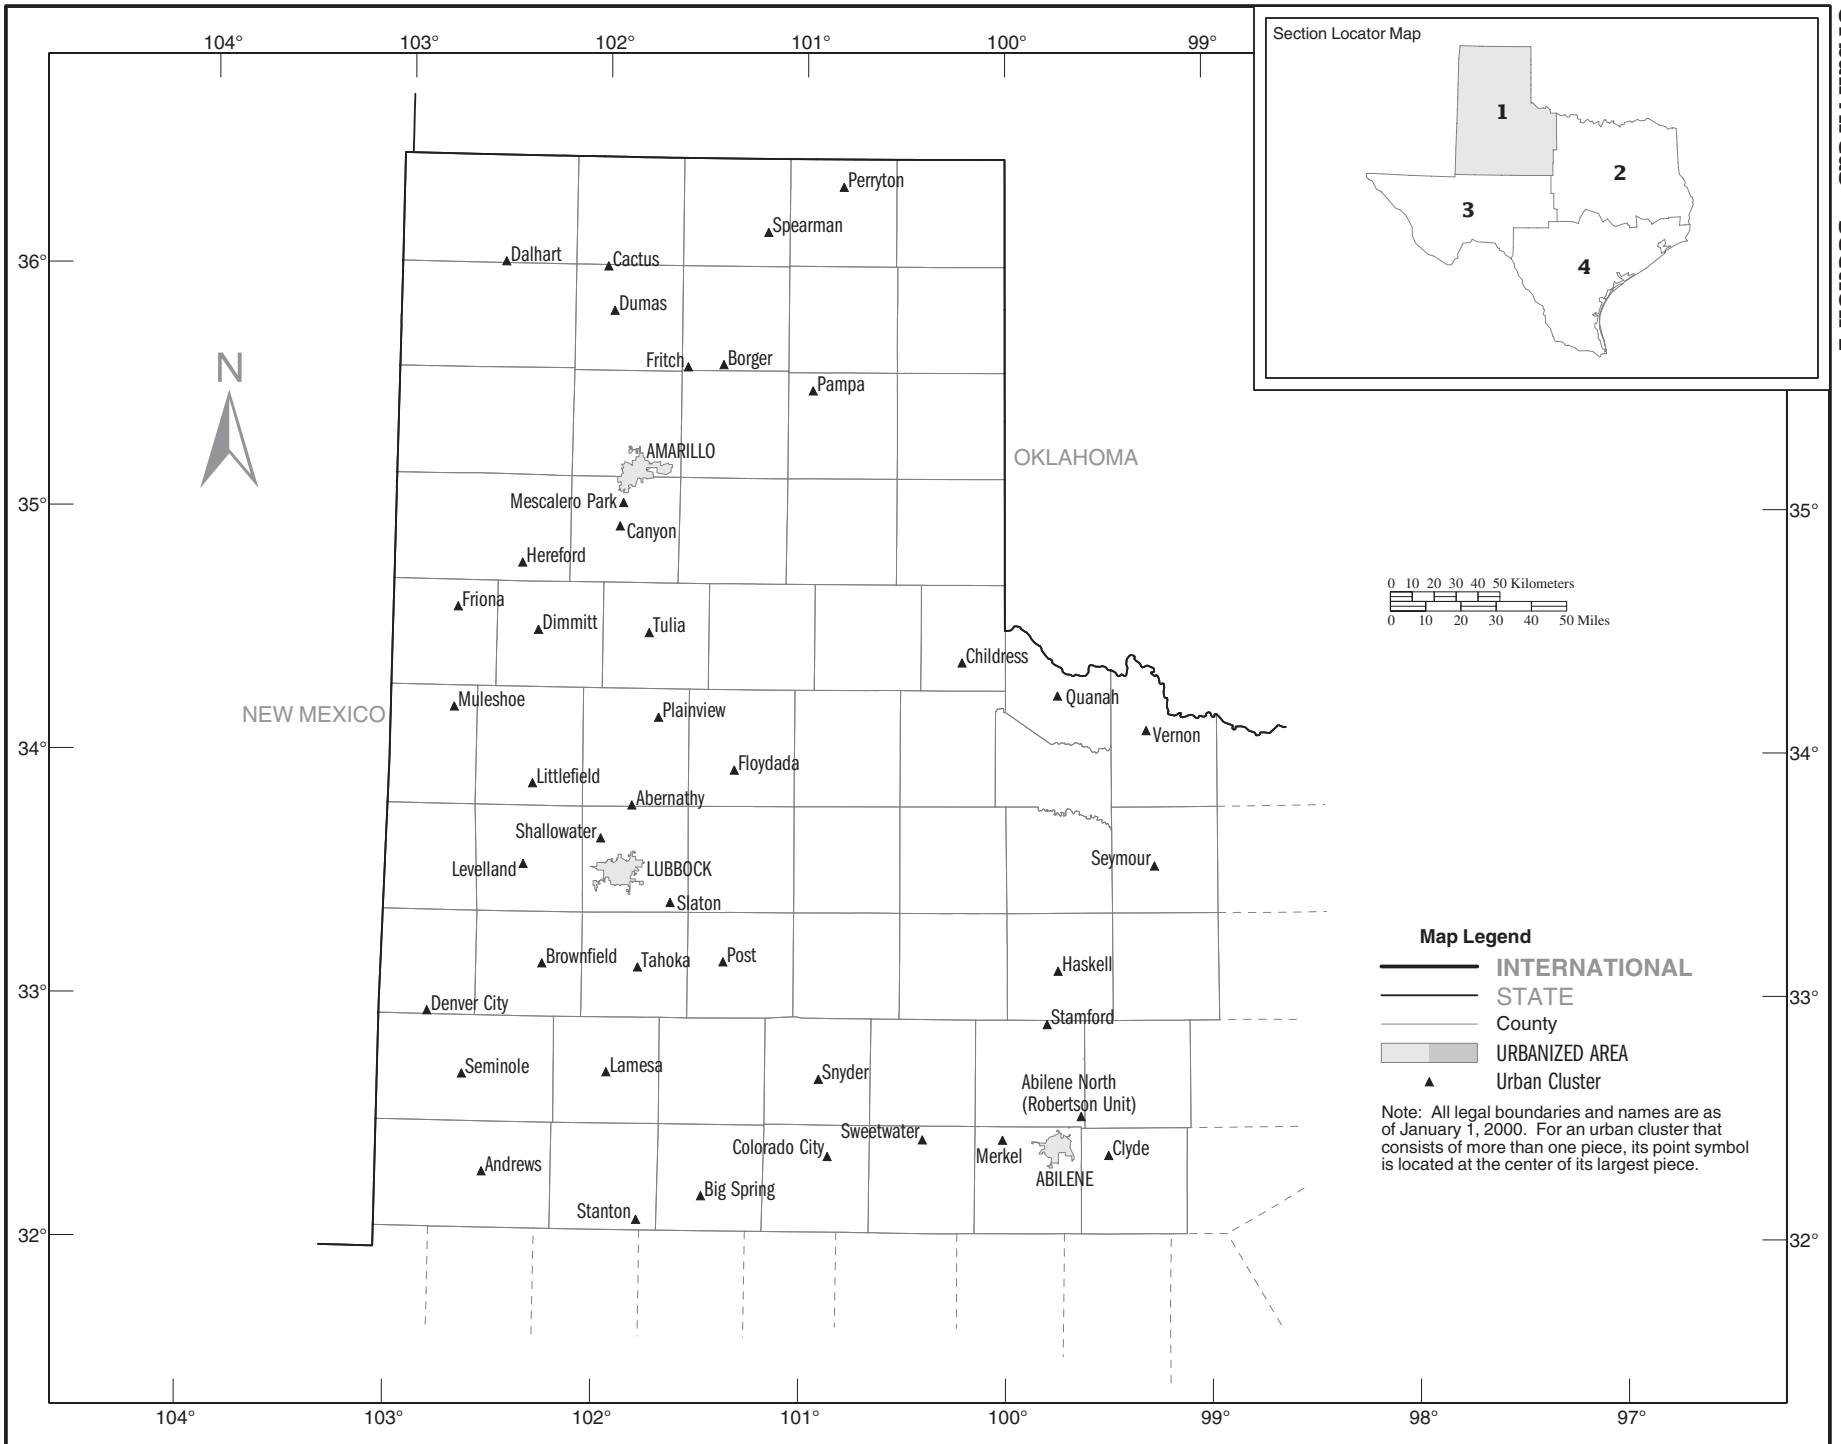 104°
103°
102°
101°
100°
99°
Section Locator Map
1
2
3
4
Perryton
Spearman
Dalhart
Cactus
36°
Dumas
Fritch
Borger
N
Pampa
AMARILLO
OKLAHOMA
Mescalero Park
35°
35°
Canyon
Hereford
0 10 20 30 40 50 Kilometers
0 10 20 30 40 50 Miles
Friona
Dimmitt
Tulia
Childress
Quanah
Muleshoe
NEW MEXICO
Plainview
Vernon
34°
34°
Floydada
Littlefield
Abernathy
Shallowater
Seymour
Levelland
LUBBOCK
Slaton
Map Legend
INTERNATIONAL
STATE
County
URBANIZED AREA
Urban Cluster
Note: All legal boundaries and names are as
of January 1, 2000. For an urban cluster that
consists of more than one piece, its point symbol
is located at the center of its largest piece.
Brownfield
Tahoka
Post
Haskell
33°
33°
Denver City
Stamford
Seminole
Lamesa
Snyder
Abilene North
(Robertson Unit)
Sweetwater
Colorado City
Merkel
Clyde
Andrews
ABILENE
Big Spring
Stanton
32°
32°
104°
103°
102°
101°
100°
99°
98°
97°